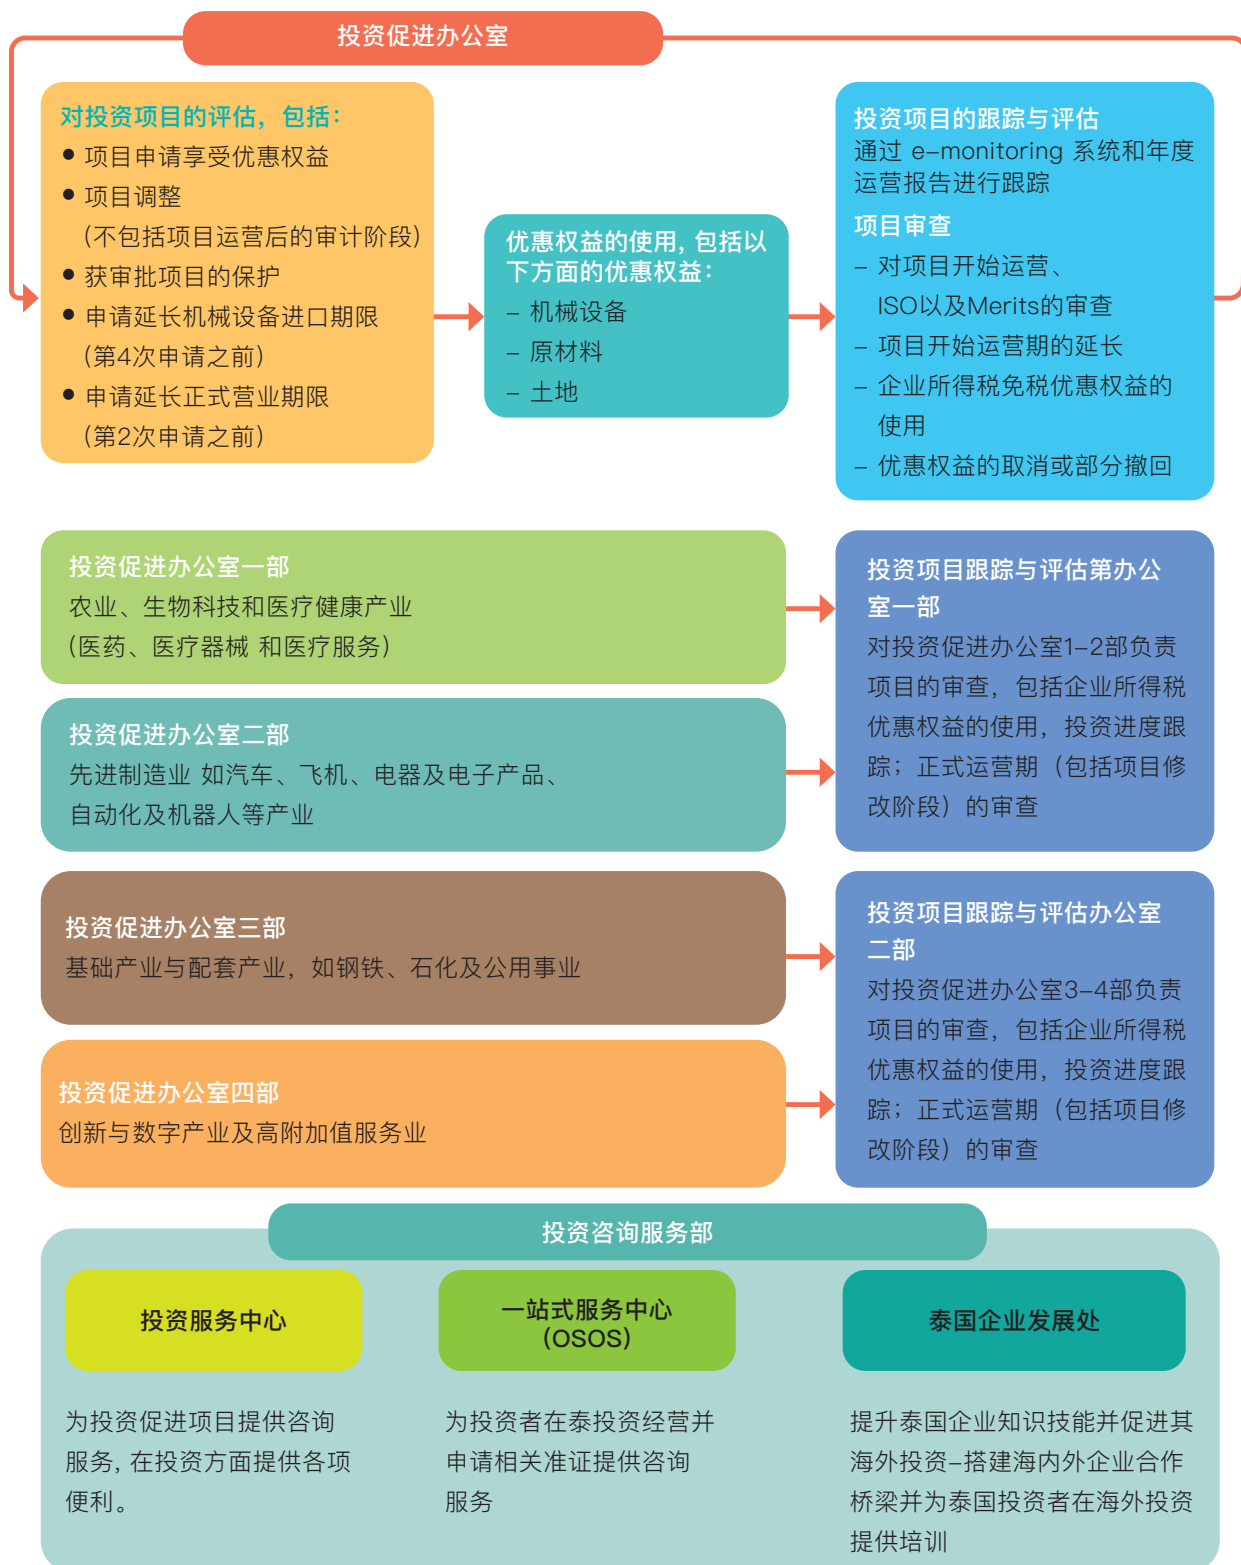 投资促进办公室
对投资项目的评估，包括：
● 项目申请享受优惠权益
● 项目调整
(不包括项目运营后的审计阶段)
● 获审批项目的保护
● 申请延长机械设备进口期限
(第4次申请之前)
● 申请延长正式营业期限
(第2次申请之前)
优惠权益的使用, 包括以
下方面的优惠权益：
– 机械设备
– 原材料
– 土地
投资项目的跟踪与评估
通过 e–monitoring 系统和年度
运营报告进行跟踪
项目审查
– 对项目开始运营、
ISO以及Merits的审查
– 项目开始运营期的延长
– 企业所得税免税优惠权益的
使用
– 优惠权益的取消或部分撤回
投资促进办公室一部
农业、生物科技和医疗健康产业
(医药、医疗器械 和医疗服务)
投资促进办公室二部
先进制造业 如汽车、飞机、电器及电子产品、
自动化及机器人等产业
投资项目跟踪与评估第办公
室一部
对投资促进办公室1–2部负责
项目的审查，包括企业所得税
优惠权益的使用，投资进度跟
踪；正式运营期（包括项目修
改阶段）的审查
投资促进办公室三部
基础产业与配套产业，如钢铁、石化及公用事业
投资促进办公室四部
创新与数字产业及高附加值服务业
投资项目跟踪与评估办公室
二部
对投资促进办公室3–4部负责
项目的审查，包括企业所得税
优惠权益的使用，投资进度跟
踪；正式运营期（包括项目修
改阶段）的审查
投资咨询服务部
投资服务中心
为投资促进项目提供咨询
服务, 在投资方面提供各项
便利。
一站式服务中心
(OSOS)
为投资者在泰投资经营并
申请相关准证提供咨询
服务
泰国企业发展处
提升泰国企业知识技能并促进其
海外投资–搭建海内外企业合作
桥梁并为泰国投资者在海外投资
提供培训